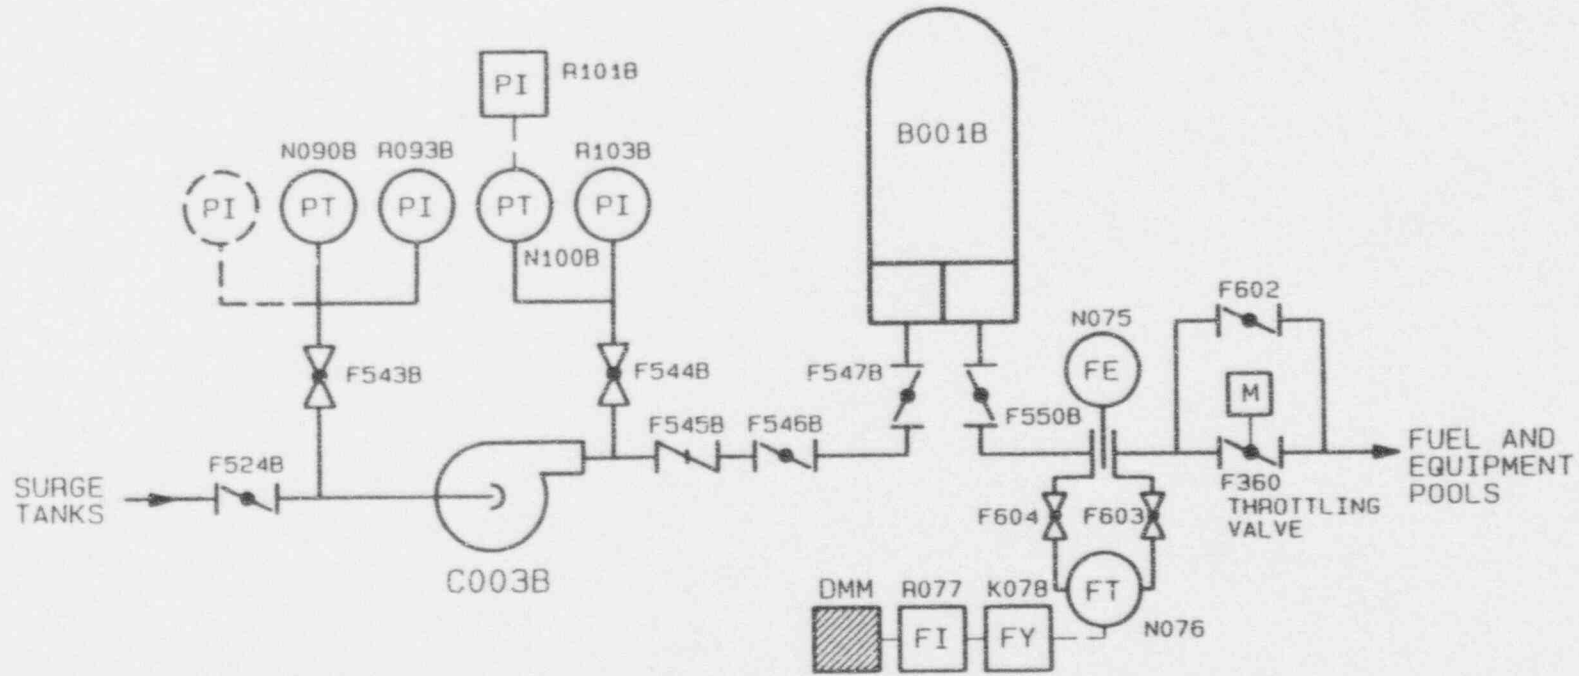 PI
R101B
B001B
N090B
R093B
R103B
PI
PT
PI
PT
PI
N100B
F602
N075
F543B
F544B
F547B
FE
M
F550B
F545B
F546B
F524B
FUEL AND
EQUIPMENT
POOLS
F360
THROTTLING
VALVE
SURGE
TANKS
F604
F603
C003B
DMM
R077
K078
FT
FI
FY
N076